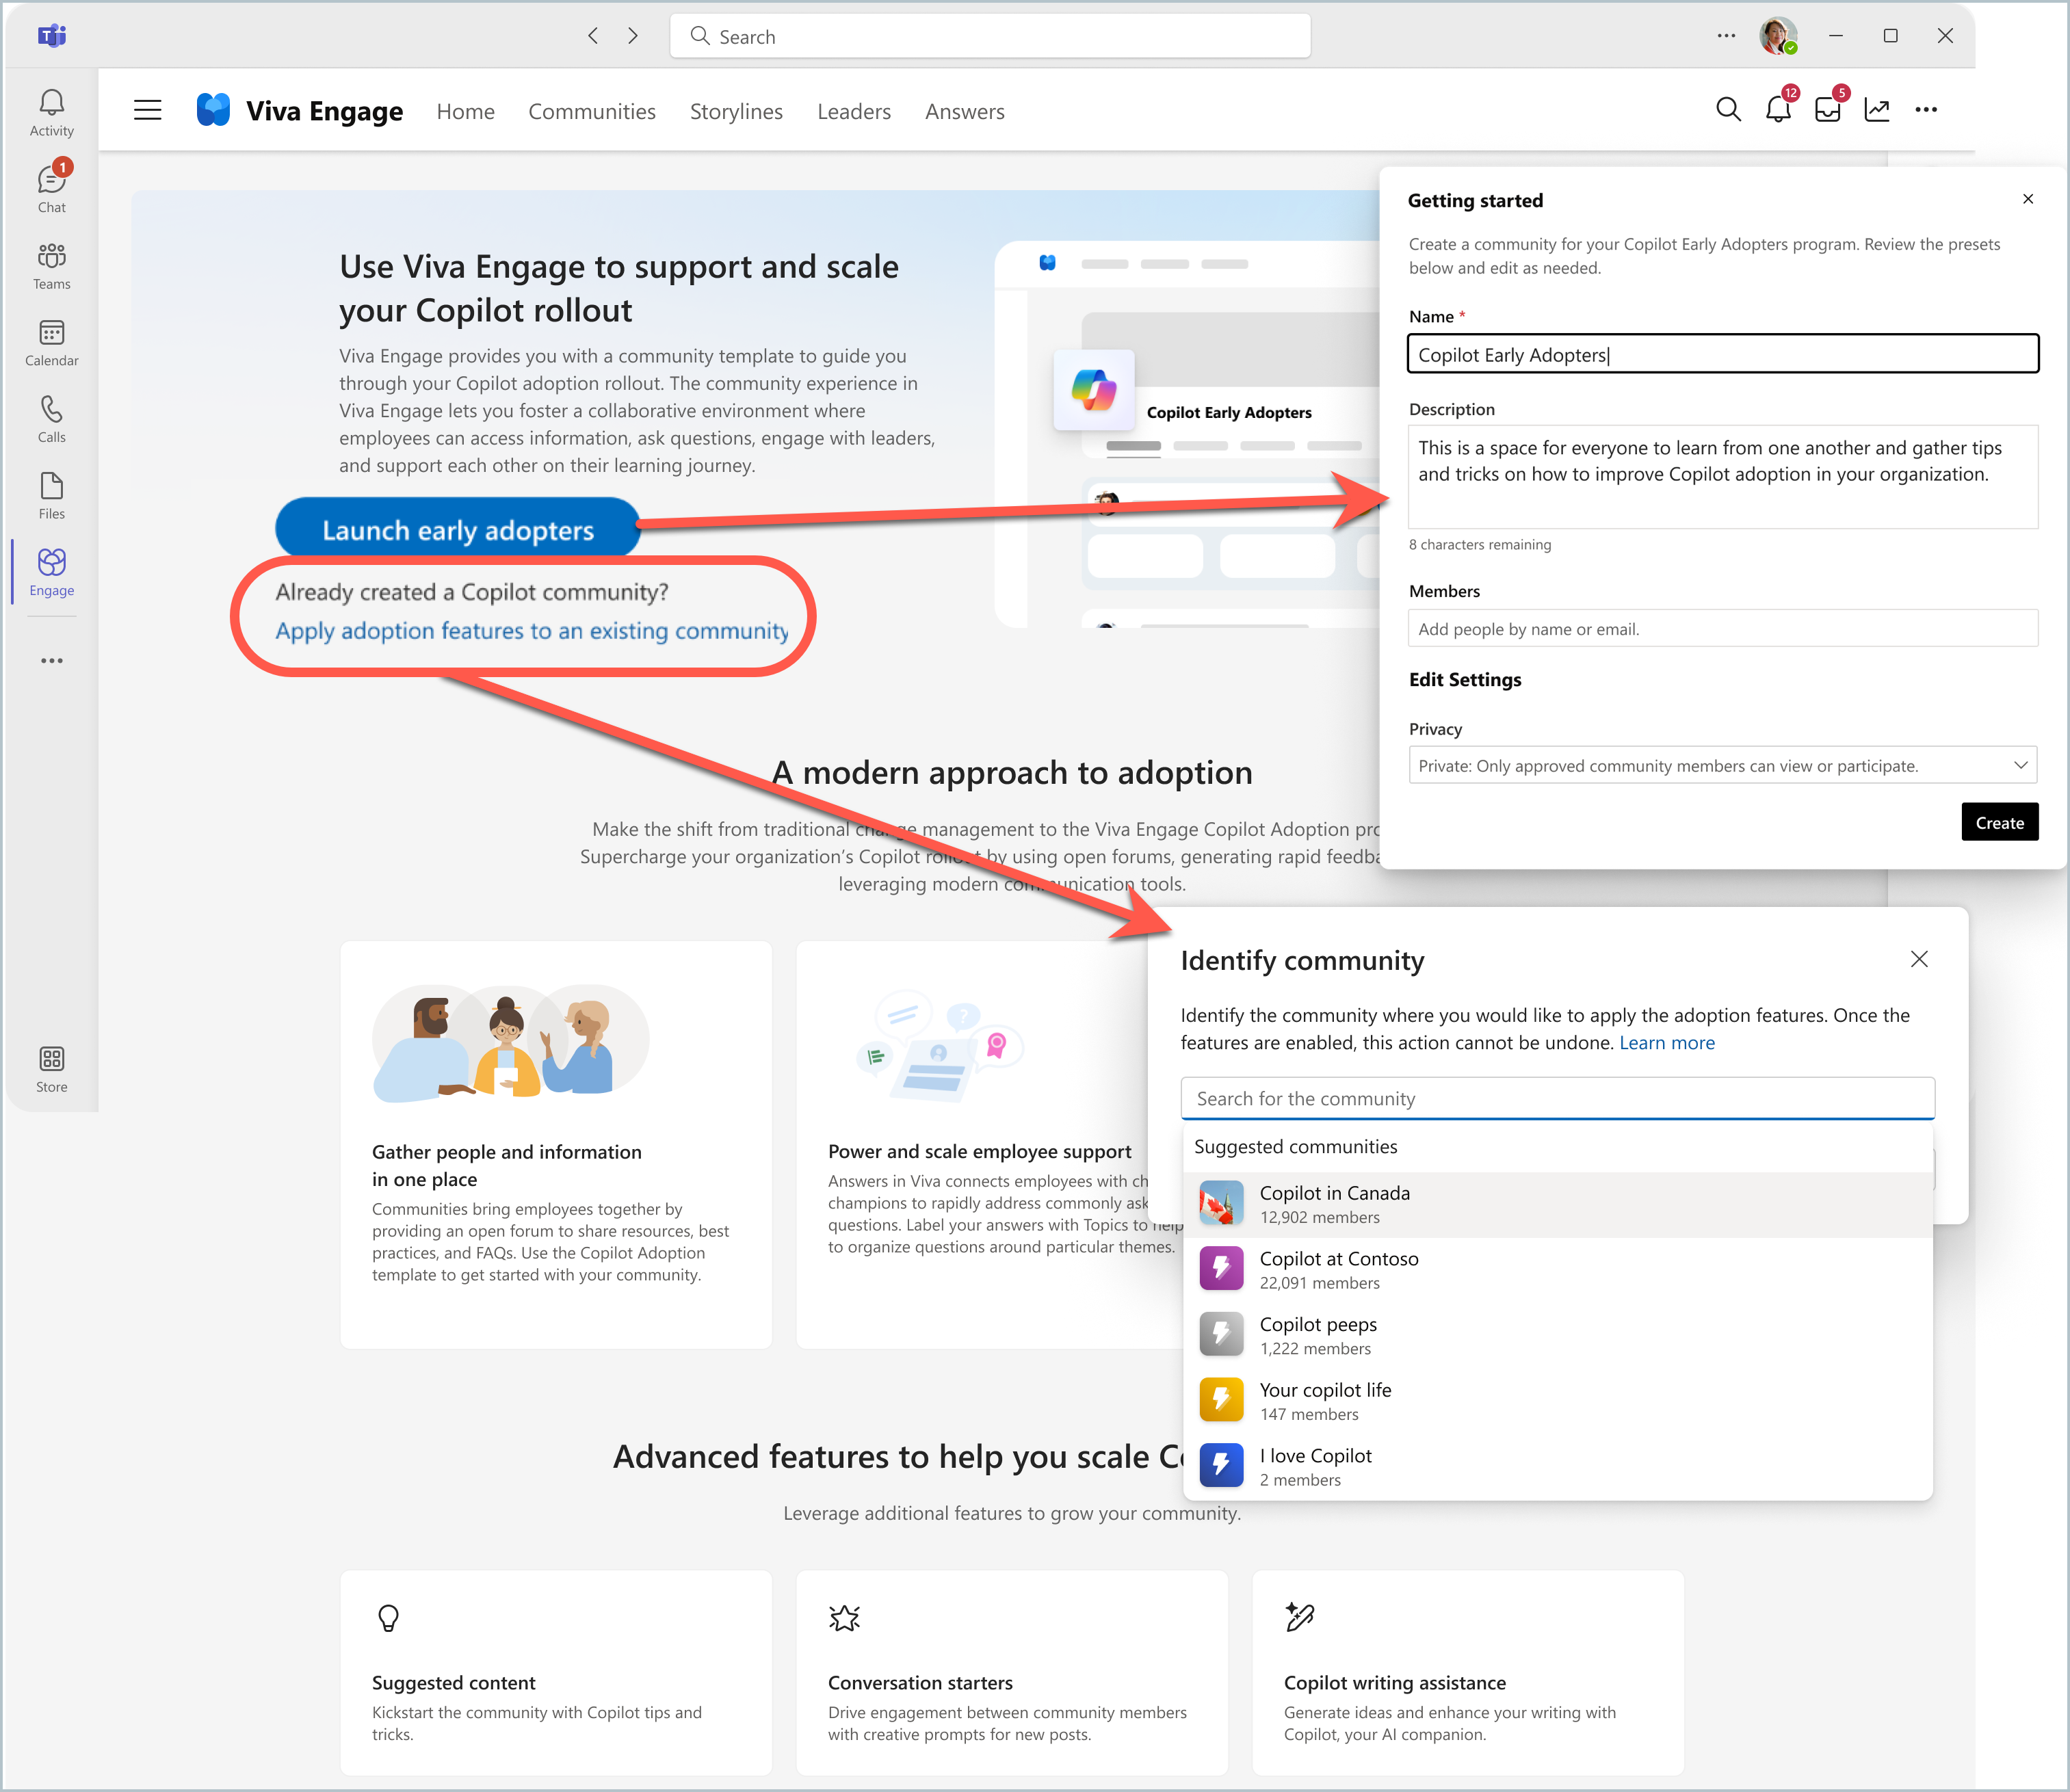 Search
Viva Engage
Home
Communities
Storylines
Leaders
Answers
12
5
Activity
1
Chat
Teams
Calendar
Calls
Files
Engage
Store
Use Viva Engage to support and scale
your Copilot rollout
Viva Engage provides you with a community template to guide you
through your Copilot adoption rollout. The community experience in
Viva Engage lets you foster a collaborative environment where
employees can access information, ask questions, engage with leaders,
and support each other on their learning journey.
Launch early adopters
Already created a Copilot community?
Apply adoption features to an existing community
Copilot Early Adopters
Getting started
Create a community for your Copilot Early Adopters program. Review the presets
below and edit as needed.
Name *
Copilot Early Adopters
Description
This is a space for everyone to learn from one another and gather tips
and tricks on how to improve Copilot adoption in your organization.
8 characters remaining
Members
Add people by name or email.
Edit Settings
Privacy
Private: Only approved community members can view or participate.
Create
A modern approach to adoption
Make the shift from traditional change management to the Viva Engage Copilot Adoption
Supercharge your organization's Copilot rollout by using open forums, generating rapid
leveraging modern communication tools.
Gather people and information
in one place
Communities bring employees together by
providing an open forum to share resources, best
practices, and FAQs. Use the Copilot Adoption
template to get started with your community.
Power and scale employee support
Answers in Viva connects employees with
champions to rapidly address commonly
questions. Label your answers with Topics to help
to organize questions around particular themes.
Identify community
Identify the community where you would like to apply the adoption features. Once the
features are enabled, this action cannot be undone. Learn more
Search for the community
Suggested communities
Copilot in Canada
12,902 members
Copilot at Contoso
22,091 members
Copilot peeps
1,222 members
Your copilot life
147 members
I love Copilot
2 members
Advanced features to help you scale
Leverage additional features to grow your community.
Suggested content
Kickstart the community with Copilot tips and
tricks.
Conversation starters
Drive engagement between community members
with creative prompts for new posts.
Copilot writing assistance
Generate ideas and enhance your writing with
Copilot, your AI companion.